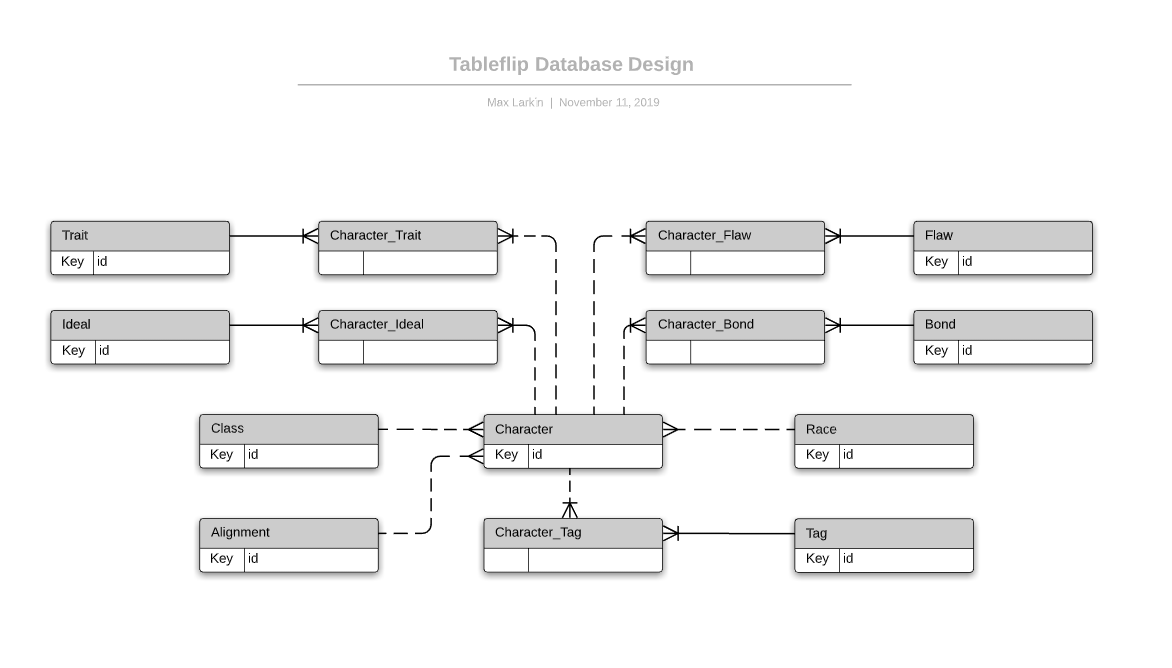 Tableflip Database Design
Max Larkin | November 11, 2019
Trait
Key id
Character_Trait
Character_Flaw
Flaw
Key id
Ideal
Key id
Character_Ideal
Character_Bond
Bond
Key id
Class
Key id
Character
Key id
Race
Key id
Alignment
Key id
Character_Tag
Tag
Key id